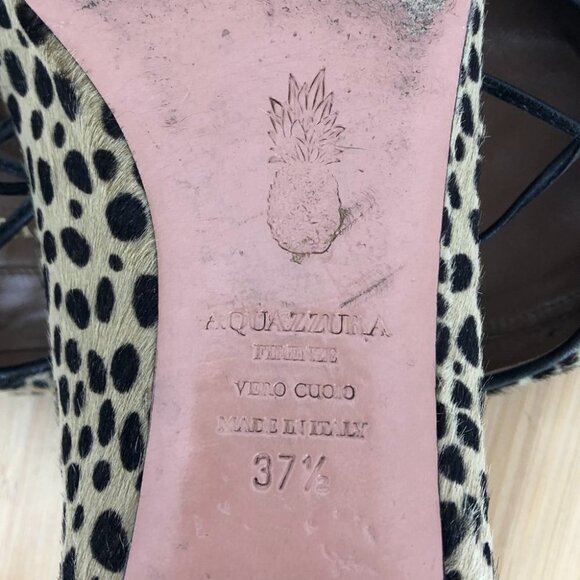 AQUAZZURA
FIRENZE
VERO CUOIO
MADE IN ITALY
37½